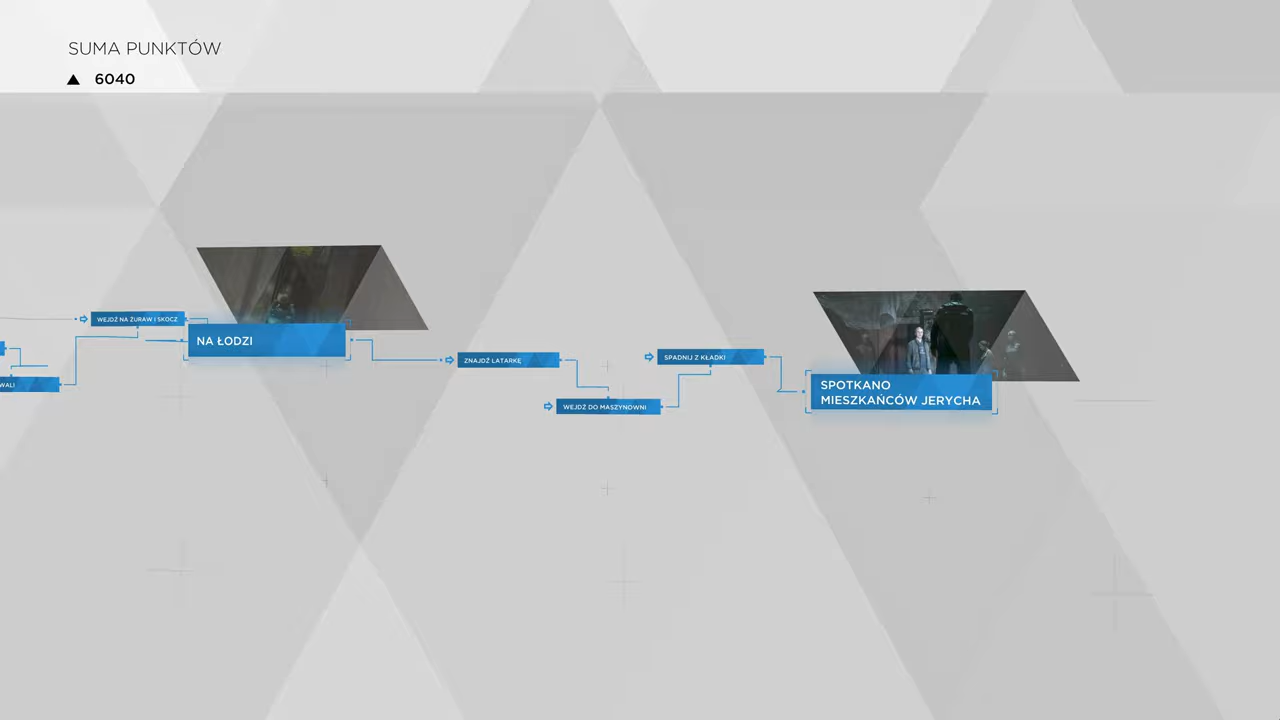 SUMA PUNKTÓW
6040
WEJDŹ NA ŻURAW I SKOCZ
NA ŁODZI
WALI
ZNAJDŹ LATARKĘ
WEJDŹ DO MASZYNOWNI
SPADNIJ Z KŁADKI
SPOTKANO
MIESZKAŃCÓW JERYCHA